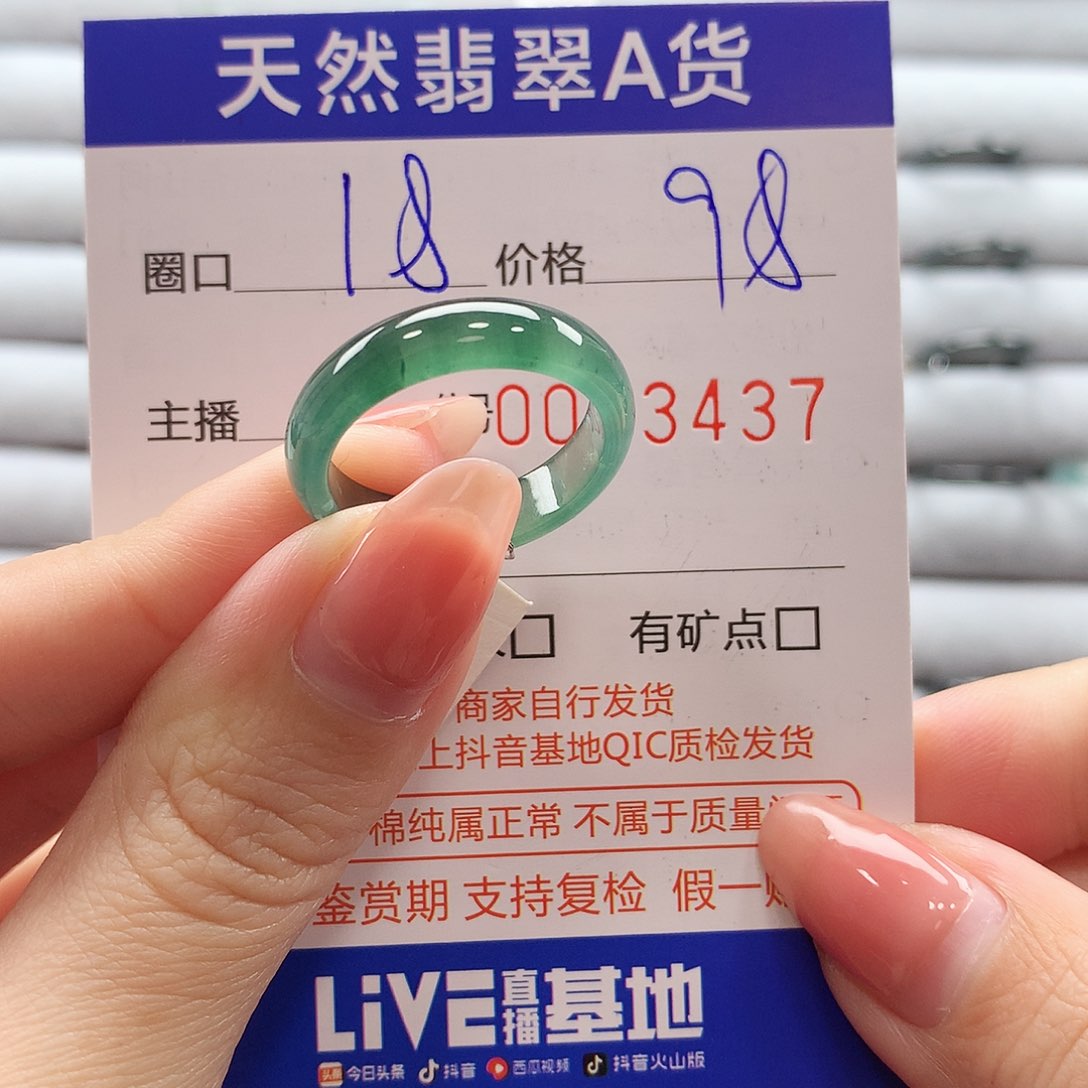 天然翡翠A货
圈口 18 价格 98
主播 00 3437
有矿点
商家自行发货
上抖音基地QIC质检发货
棉纯属正常 不属于质量
鉴赏期 支持复检 假一
LiVE直播基地
头条 今日头条 抖音 西瓜视频 抖音火山版